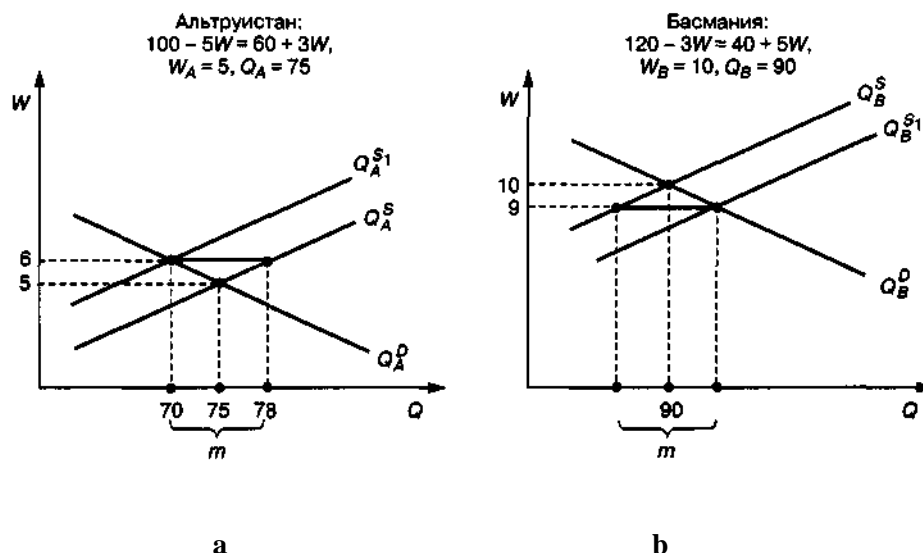 Альтруистан:
100 – 5W = 60 + 3W,
W_A = 5, Q_A = 75
W
Q_A^{S1}
Q_A^S
6
5
Q_A^D
70 75 78 Q
m
Басмания:
120 – 3W = 40 + 5W,
W_B = 10, Q_B = 90
W
Q_B^S
Q_B^{S1}
10
9
Q_B^D
90 Q
m
a b